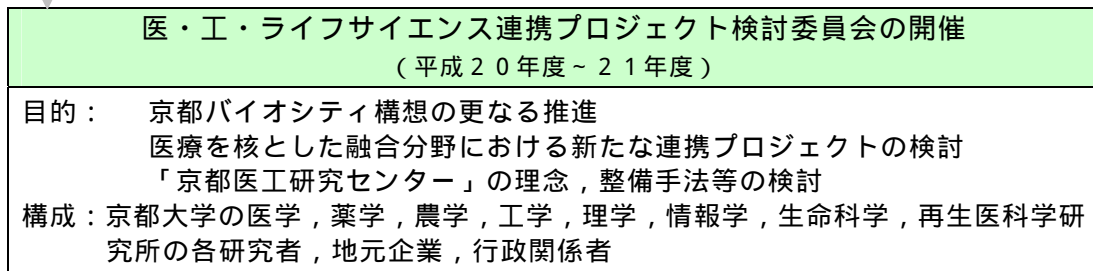 医・工・ライフサイエンス連携プロジェクト検討委員会の開催
(平成20年度~21年度)
目的: 京都バイオシティ構想の更なる推進
医療を核とした融合分野における新たな連携プロジェクトの検討
「京都医工研究センター」の理念,整備手法等の検討
構成:京都大学の医学,薬学,農学,工学,理学,情報学,生命科学,再生医科学研
究所の各研究者,地元企業,行政関係者